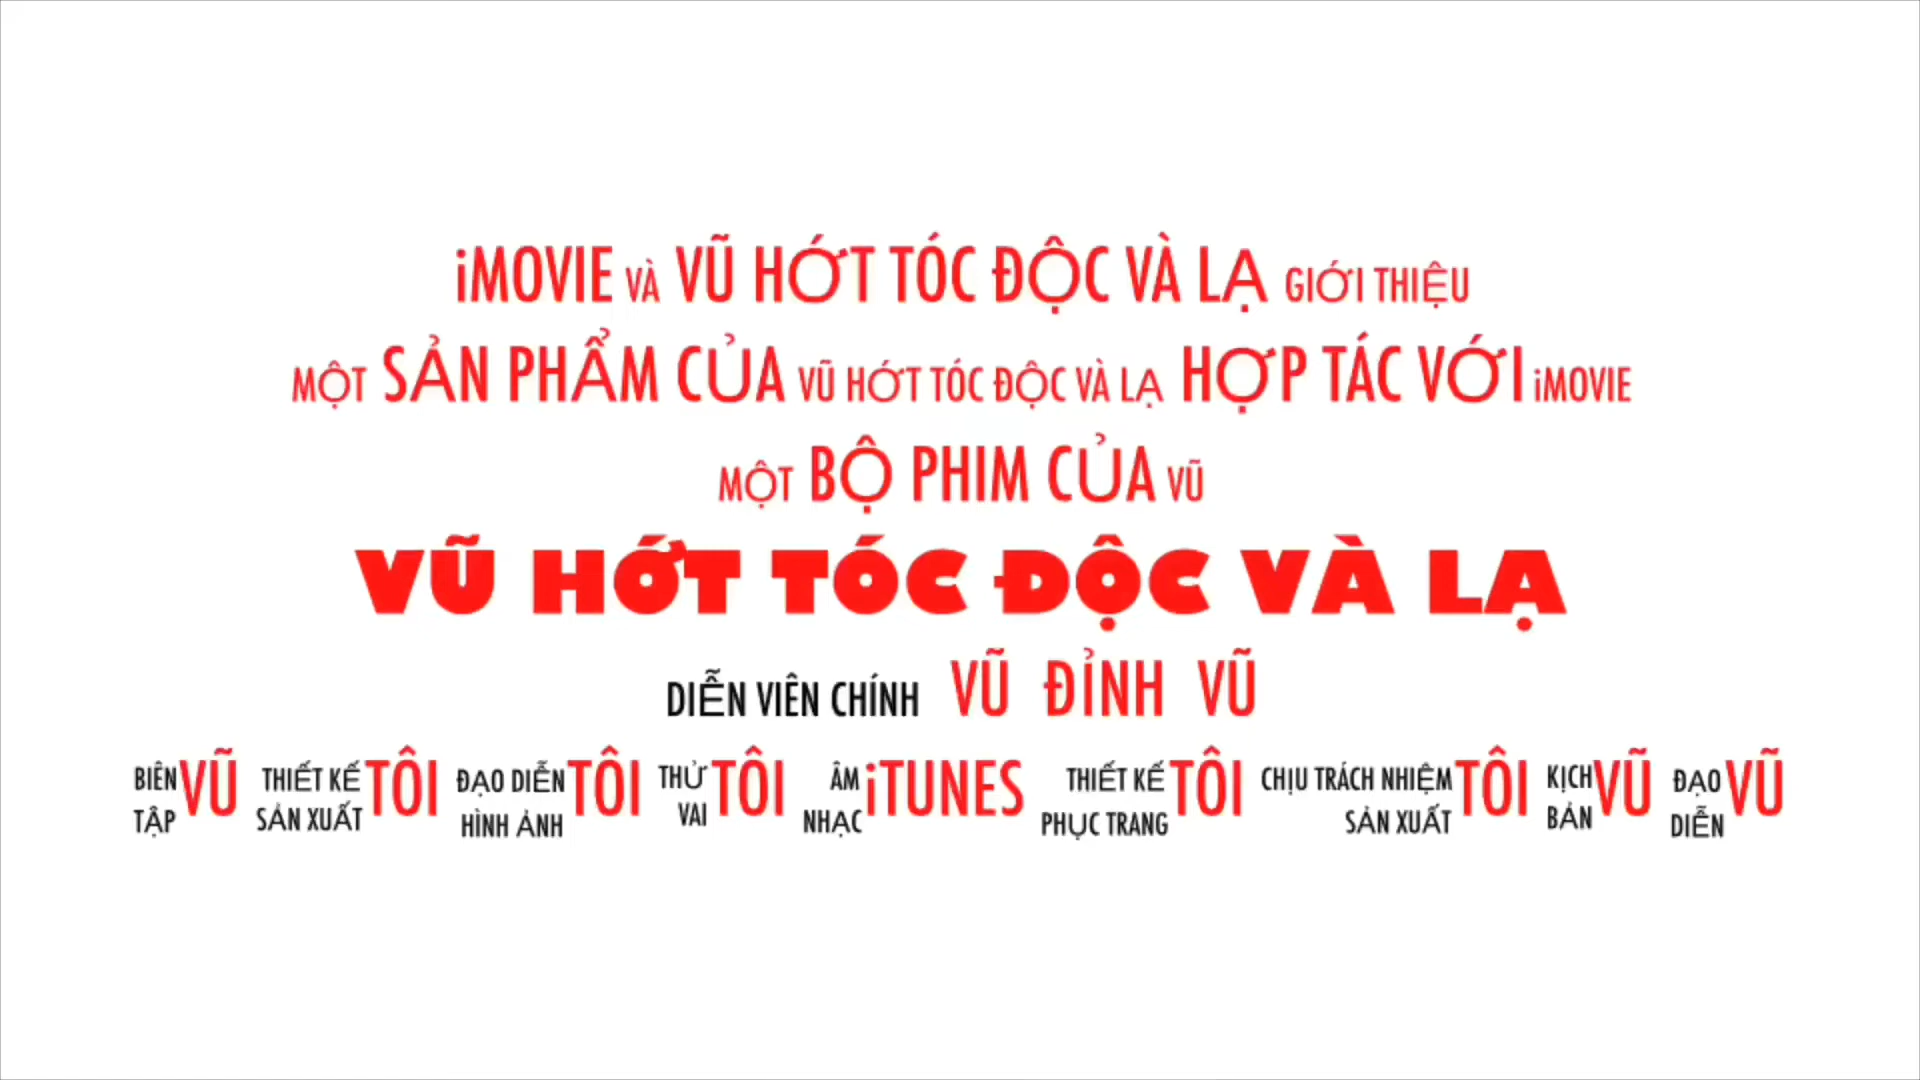 iMOVIE VÀ VŨ HỚT TÓC ĐỘC VÀ LẠ GIỚI THIỆU
MỘT SẢN PHẨM CỦA VŨ HỚT TÓC ĐỘC VÀ LẠ HỢP TÁC VỚI iMOVIE
MỘT BỘ PHIM CỦA VŨ
VŨ HỚT TÓC ĐỘC VÀ LẠ
DIỄN VIÊN CHÍNH VŨ ĐỈNH VŨ
BIÊN TẬP VŨ THIẾT KẾ SẢN XUẤT TÔI ĐẠO DIỄN HÌNH ẢNH TÔI THỬ VAI TÔI ÂM NHẠC iTUNES THIẾT KẾ PHỤC TRANG TÔI CHỊU TRÁCH NHIỆM SẢN XUẤT TÔI KỊCH BẢN VŨ ĐẠO DIỄN VŨ